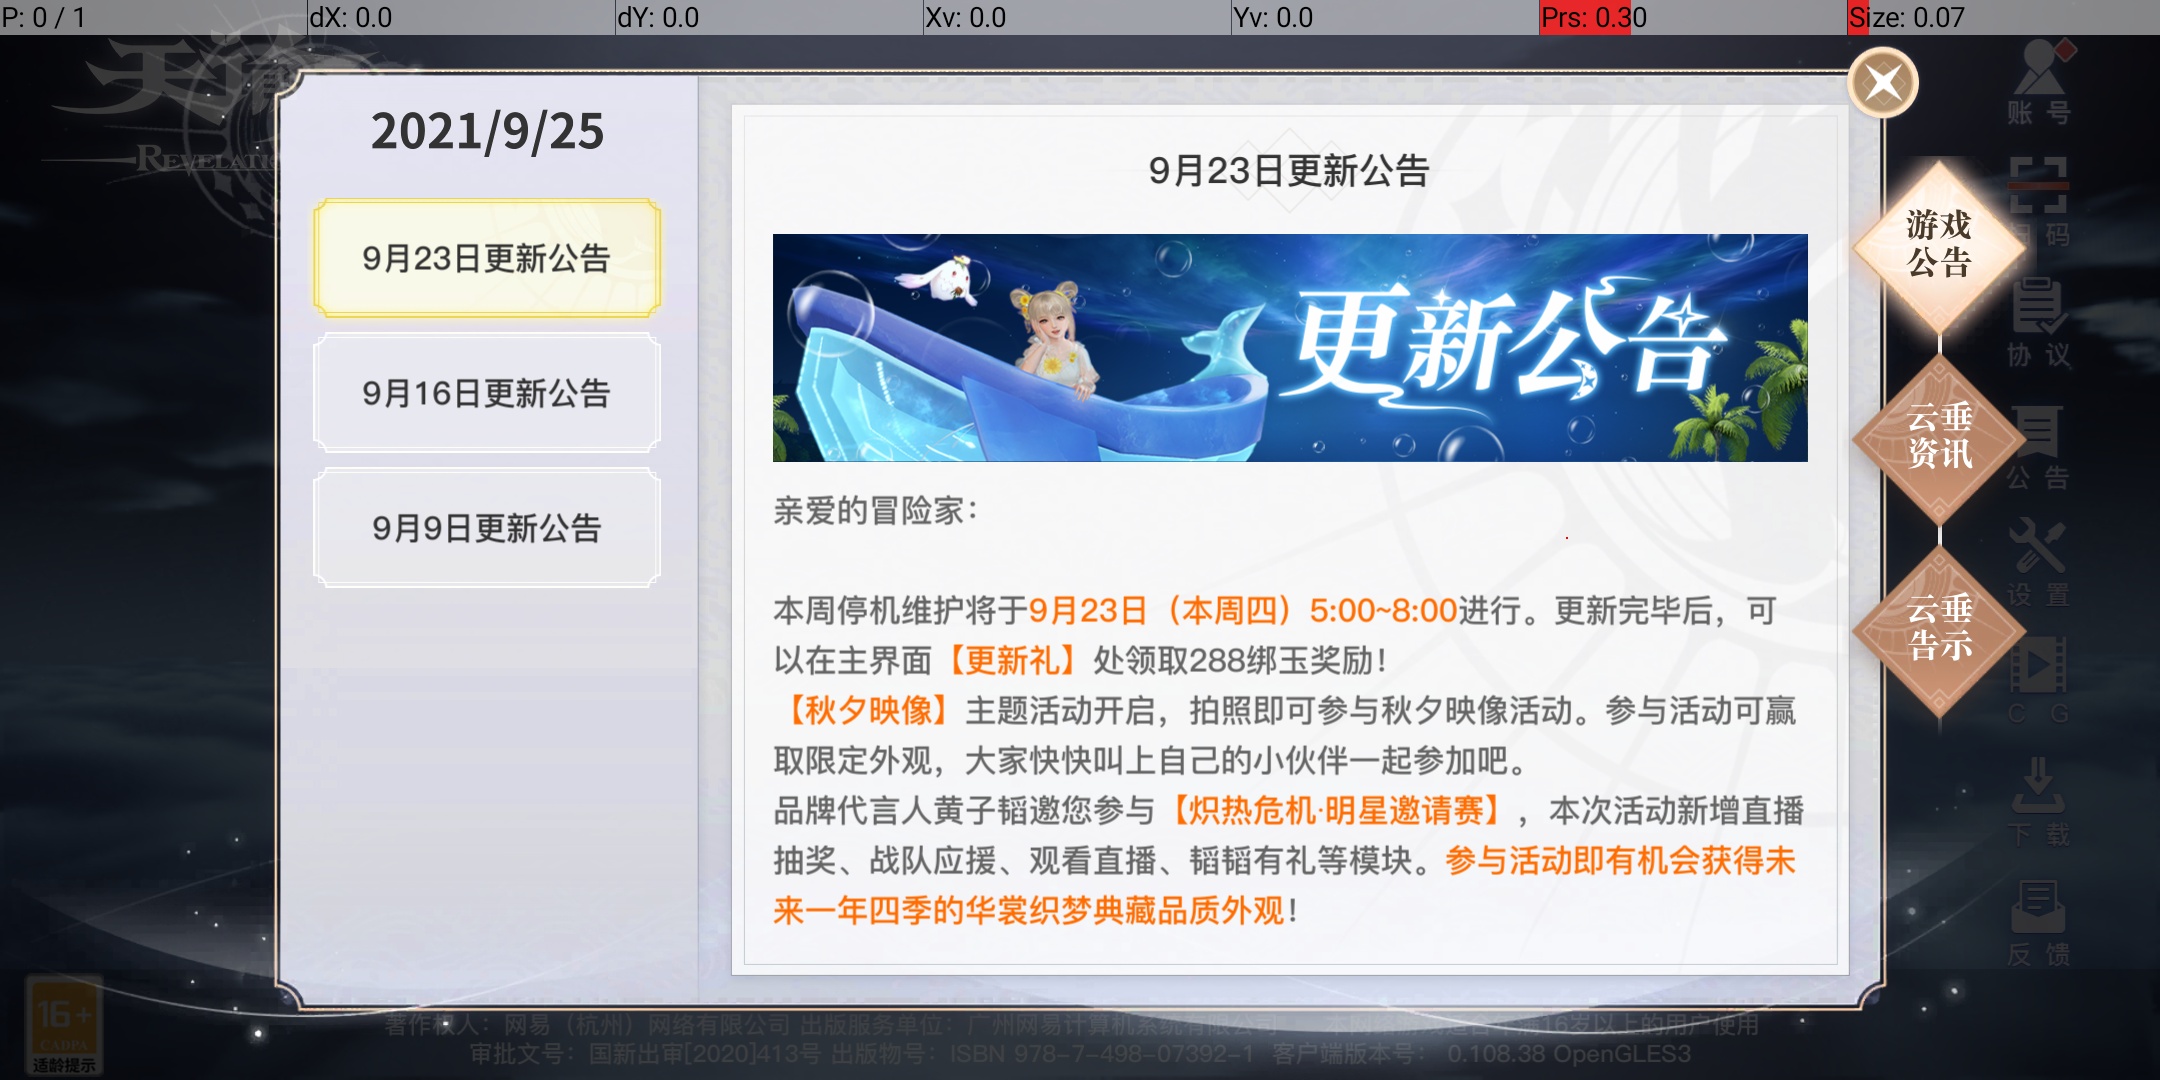 P: 0 / 1
dX: 0.0
dY: 0.0
Xv: 0.0
Yv: 0.0
Prs: 0.30
Size: 0.07
天谕
REVELATI
2021/9/25
9月23日更新公告
9月16日更新公告
9月9日更新公告
9月23日更新公告
更新公告
亲爱的冒险家：
本周停机维护将于9月23日（本周四）5:00~8:00进行。更新完毕后，可
以在主界面【更新礼】处领取288绑玉奖励！
【秋夕映像】主题活动开启，拍照即可参与秋夕映像活动。参与活动可赢
取限定外观，大家快快叫上自己的小伙伴一起参加吧。
品牌代言人黄子韬邀您参与【炽热危机·明星邀请赛】，本次活动新增直播
抽奖、战队应援、观看直播、韬韬有礼等模块。参与活动即有机会获得未
来一年四季的华裳织梦典藏品质外观！
游戏
公告
云垂
资讯
云垂
告示
账 号
码
协 议
公 告
设 置
C G
下 载
反 馈
16+
CADPA
适龄提示
著作权人：网易（杭州）网络有限公司 出版服务单位：广州网易计算机系统有限公司 16岁以上的用户使用
审批文号：国新出审[2020]413号 出版物号：ISBN 978-7-498-07392-1 客户端版本号： 0.108.38 OpenGLES3